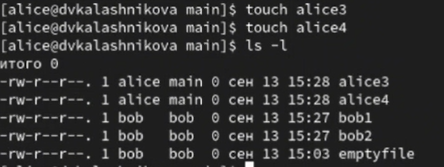 [alice@dvkalashnikova main]$ touch alice3
[alice@dvkalashnikova main]$ touch alice4
[alice@dvkalashnikova main]$ ls -l
итого 0
-rw-r--r--. 1 alice main 0 сен 13 15:28 alice3
-rw-r--r--. 1 alice main 0 сен 13 15:28 alice4
-rw-r--r--. 1 bob   bob  0 сен 13 15:27 bob1
-rw-r--r--. 1 bob   bob  0 сен 13 15:27 bob2
-rw-r--r--. 1 bob   bob  0 сен 13 15:03 emptyfile